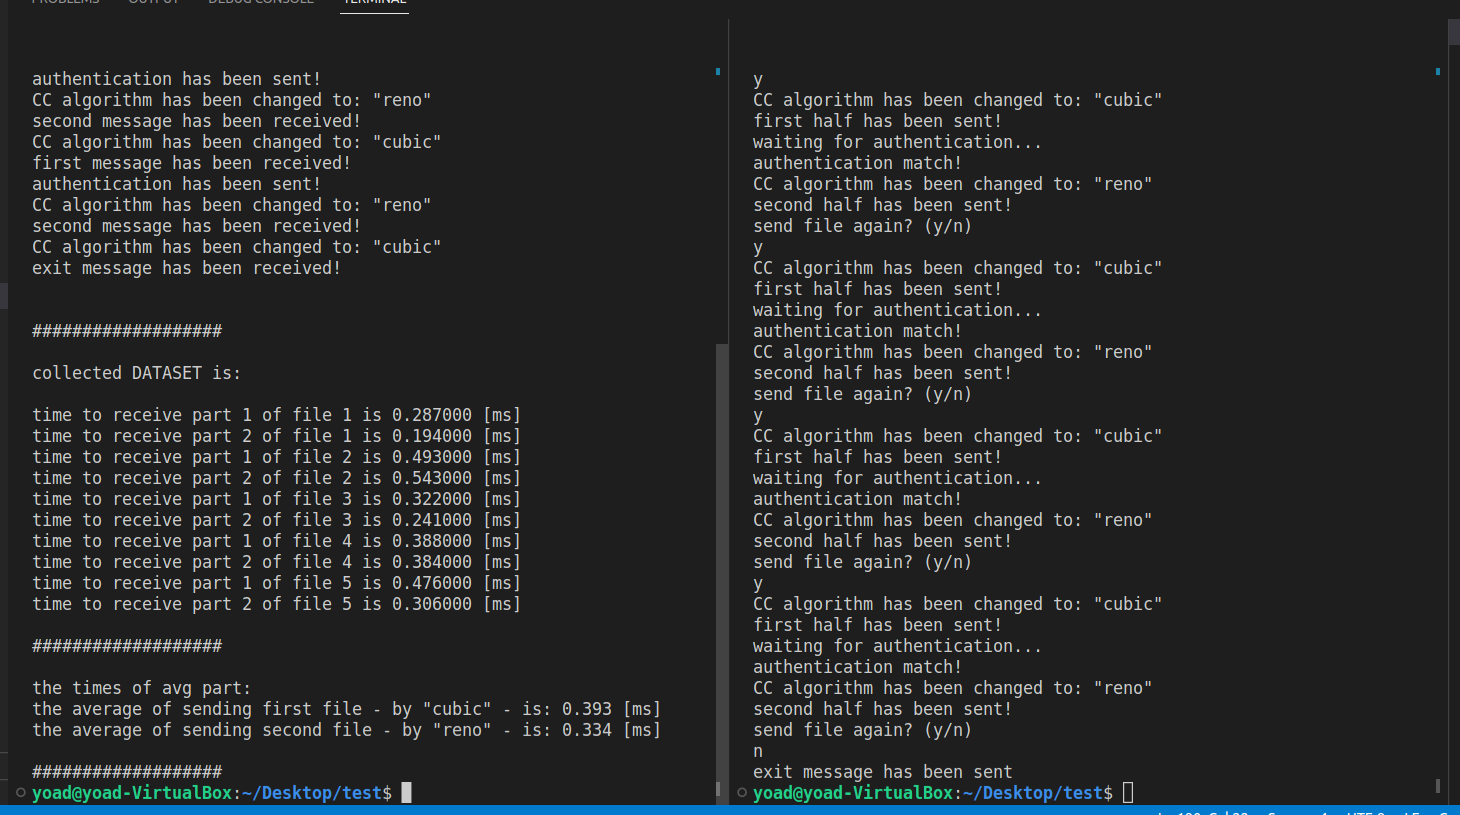 PROBLEMS OUTPUT DEBUG CONSOLE TERMINAL
authentication has been sent!
CC algorithm has been changed to: "reno"
second message has been received!
CC algorithm has been changed to: "cubic"
first message has been received!
authentication has been sent!
CC algorithm has been changed to: "reno"
second message has been received!
CC algorithm has been changed to: "cubic"
exit message has been received!
###################
collected DATASET is:
time to receive part 1 of file 1 is 0.287000 [ms]
time to receive part 2 of file 1 is 0.194000 [ms]
time to receive part 1 of file 2 is 0.493000 [ms]
time to receive part 2 of file 2 is 0.543000 [ms]
time to receive part 1 of file 3 is 0.322000 [ms]
time to receive part 2 of file 3 is 0.241000 [ms]
time to receive part 1 of file 4 is 0.388000 [ms]
time to receive part 2 of file 4 is 0.384000 [ms]
time to receive part 1 of file 5 is 0.476000 [ms]
time to receive part 2 of file 5 is 0.306000 [ms]
###################
the times of avg part:
the average of sending first file - by "cubic" - is: 0.393 [ms]
the average of sending second file - by "reno" - is: 0.334 [ms]
###################
yoad@yoad-VirtualBox:~/Desktop/test$
y
CC algorithm has been changed to: "cubic"
first half has been sent!
waiting for authentication...
authentication match!
CC algorithm has been changed to: "reno"
second half has been sent!
send file again? (y/n)
y
CC algorithm has been changed to: "cubic"
first half has been sent!
waiting for authentication...
authentication match!
CC algorithm has been changed to: "reno"
second half has been sent!
send file again? (y/n)
y
CC algorithm has been changed to: "cubic"
first half has been sent!
waiting for authentication...
authentication match!
CC algorithm has been changed to: "reno"
second half has been sent!
send file again? (y/n)
y
CC algorithm has been changed to: "cubic"
first half has been sent!
waiting for authentication...
authentication match!
CC algorithm has been changed to: "reno"
second half has been sent!
send file again? (y/n)
n
exit message has been sent
yoad@yoad-VirtualBox:~/Desktop/test$